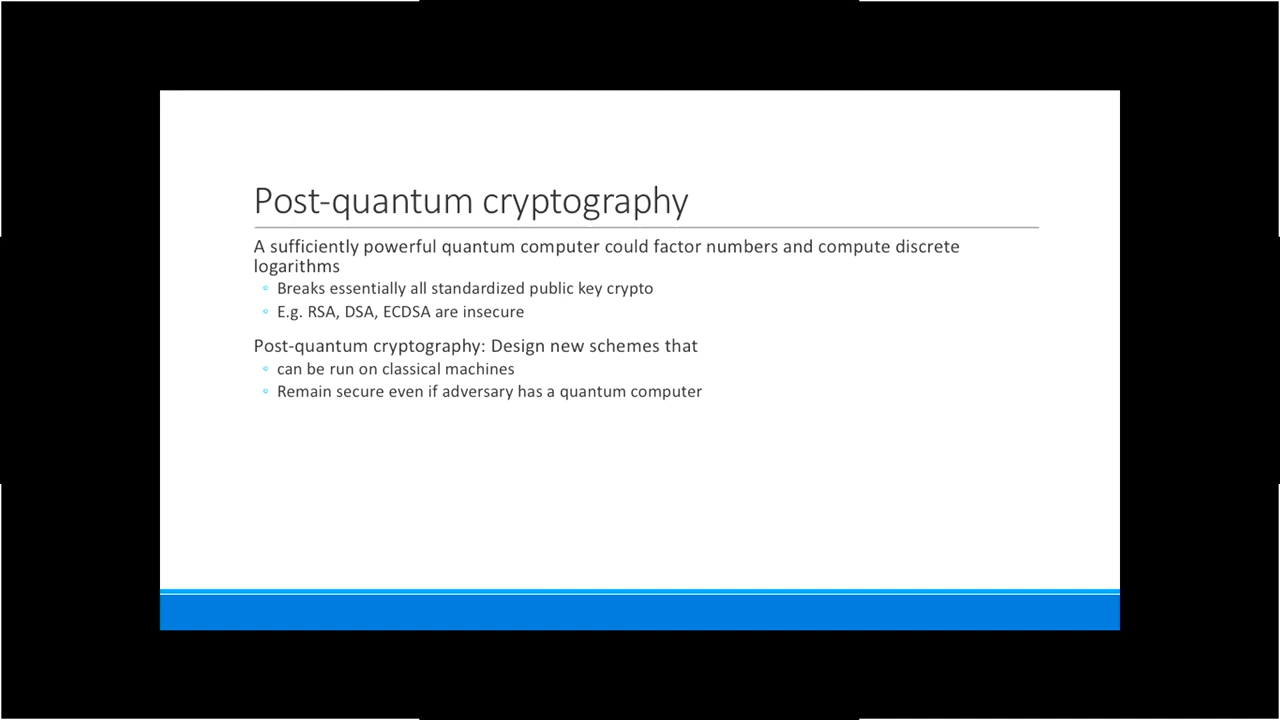 Post-quantum cryptography
A sufficiently powerful quantum computer could factor numbers and compute discrete
logarithms
◦ Breaks essentially all standardized public key crypto
◦ E.g. RSA, DSA, ECDSA are insecure
Post-quantum cryptography: Design new schemes that
◦ can be run on classical machines
◦ Remain secure even if adversary has a quantum computer